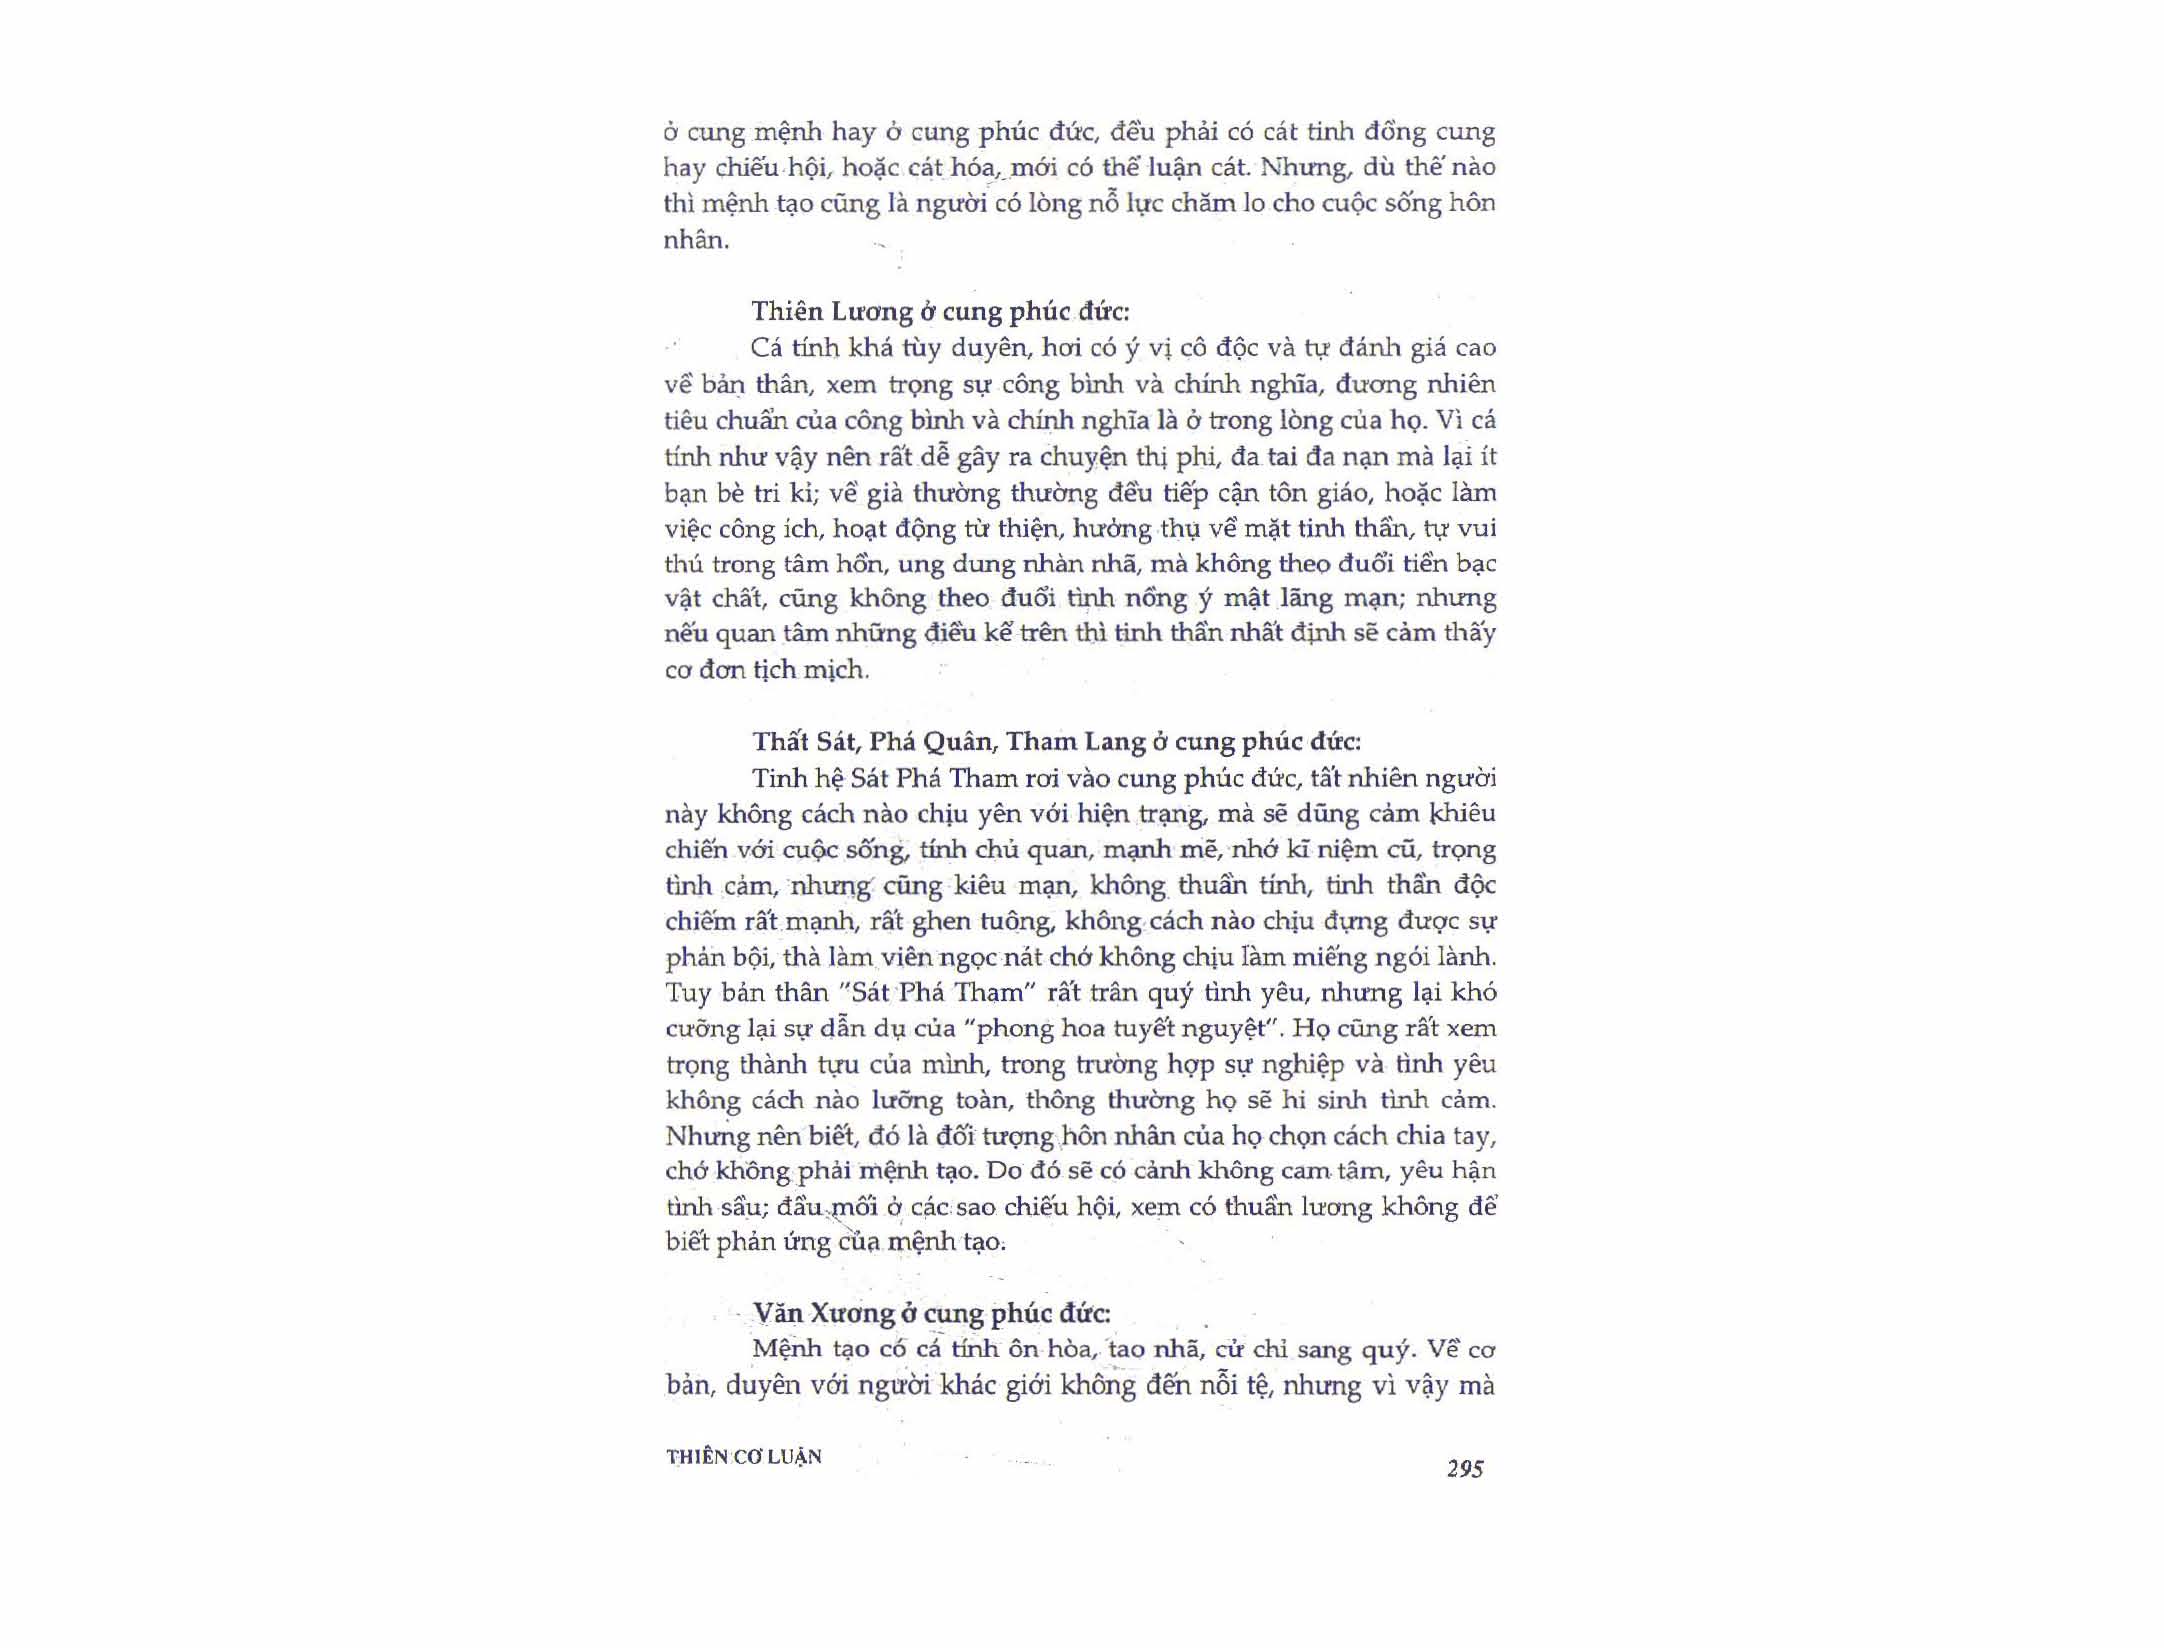 ở cung mệnh hay ở cung phúc đức, đều phải có cát tinh đồng cung
hay chiếu hội, hoặc cát hóa, mới có thể luận cát. Nhưng, dù thế nào
thì mệnh tạo cũng là người có lòng nỗ lực chăm lo cho cuộc sống hôn
nhân.
Thiên Lương ở cung phúc đức:
Cá tính khá tùy duyên, hơi có ý vị cô độc và tự đánh giá cao
về bản thân, xem trọng sự công bình và chính nghĩa, đương nhiên
tiêu chuẩn của công bình và chính nghĩa là ở trong lòng của họ. Vì cá
tính như vậy nên rất dễ gây ra chuyện thị phi, đa tai đa nạn mà lại ít
bạn bè tri kỉ; về già thường thường đều tiếp cận tôn giáo, hoặc làm
việc công ích, hoạt động từ thiện, hưởng thụ về mặt tinh thần, tự vui
thú trong tâm hồn, ung dung nhàn nhã, mà không theo đuổi tiền bạc
vật chất, cũng không theo đuổi tình nồng ý mật lãng mạn; nhưng
nếu quan tâm những điều kể trên thì tinh thần nhất định sẽ cảm thấy
cơ đơn tịch mịch.
Thất Sát, Phá Quân, Tham Lang ở cung phúc đức:
Tinh hệ Sát Phá Tham rơi vào cung phúc đức, tất nhiên người
này không cách nào chịu yên với hiện trạng, mà sẽ dũng cảm khiêu
chiến với cuộc sống, tính chủ quan, mạnh mẽ, nhớ kĩ niệm cũ, trọng
tình cảm, nhưng cũng kiêu mạn, không thuần tính, tinh thần độc
chiếm rất mạnh, rất ghen tuông, không cách nào chịu đựng được sự
phản bội, thà làm viên ngọc nát chớ không chịu làm miếng ngói lành.
Tuy bản thân "Sát Phá Tham" rất trân quý tình yêu, nhưng lại khó
cưỡng lại sự dẫn dụ của "phong hoa tuyết nguyệt". Họ cũng rất xem
trọng thành tựu của mình, trong trường hợp sự nghiệp và tình yêu
không cách nào lưỡng toàn, thông thường họ sẽ hi sinh tình cảm.
Nhưng nên biết, đó là đối tượng hôn nhân của họ chọn cách chia tay,
chớ không phải mệnh tạo. Do đó sẽ có cảnh không cam tâm, yêu hận
tình sầu; đầu mối ở các sao chiếu hội, xem có thuần lương không để
biết phản ứng của mệnh tạo.
Văn Xương ở cung phúc đức:
Mệnh tạo có cá tính ôn hòa, tao nhã, cử chỉ sang quý. Về cơ
bản, duyên với người khác giới không đến nỗi tệ, nhưng vì vậy mà
THIÊN CƠ LUẬN
295